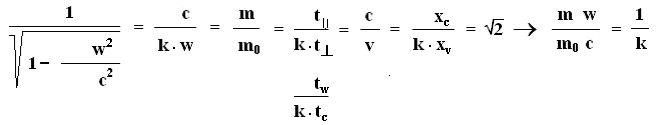 1/√(1 - w²/c²) = c/(k·w) = m/m₀ = t||/(k·t⊥) = c/v = x_c/(k·x_v) = √2 → (m w)/(m₀ c) = 1/k
t_w/(k·t_c)